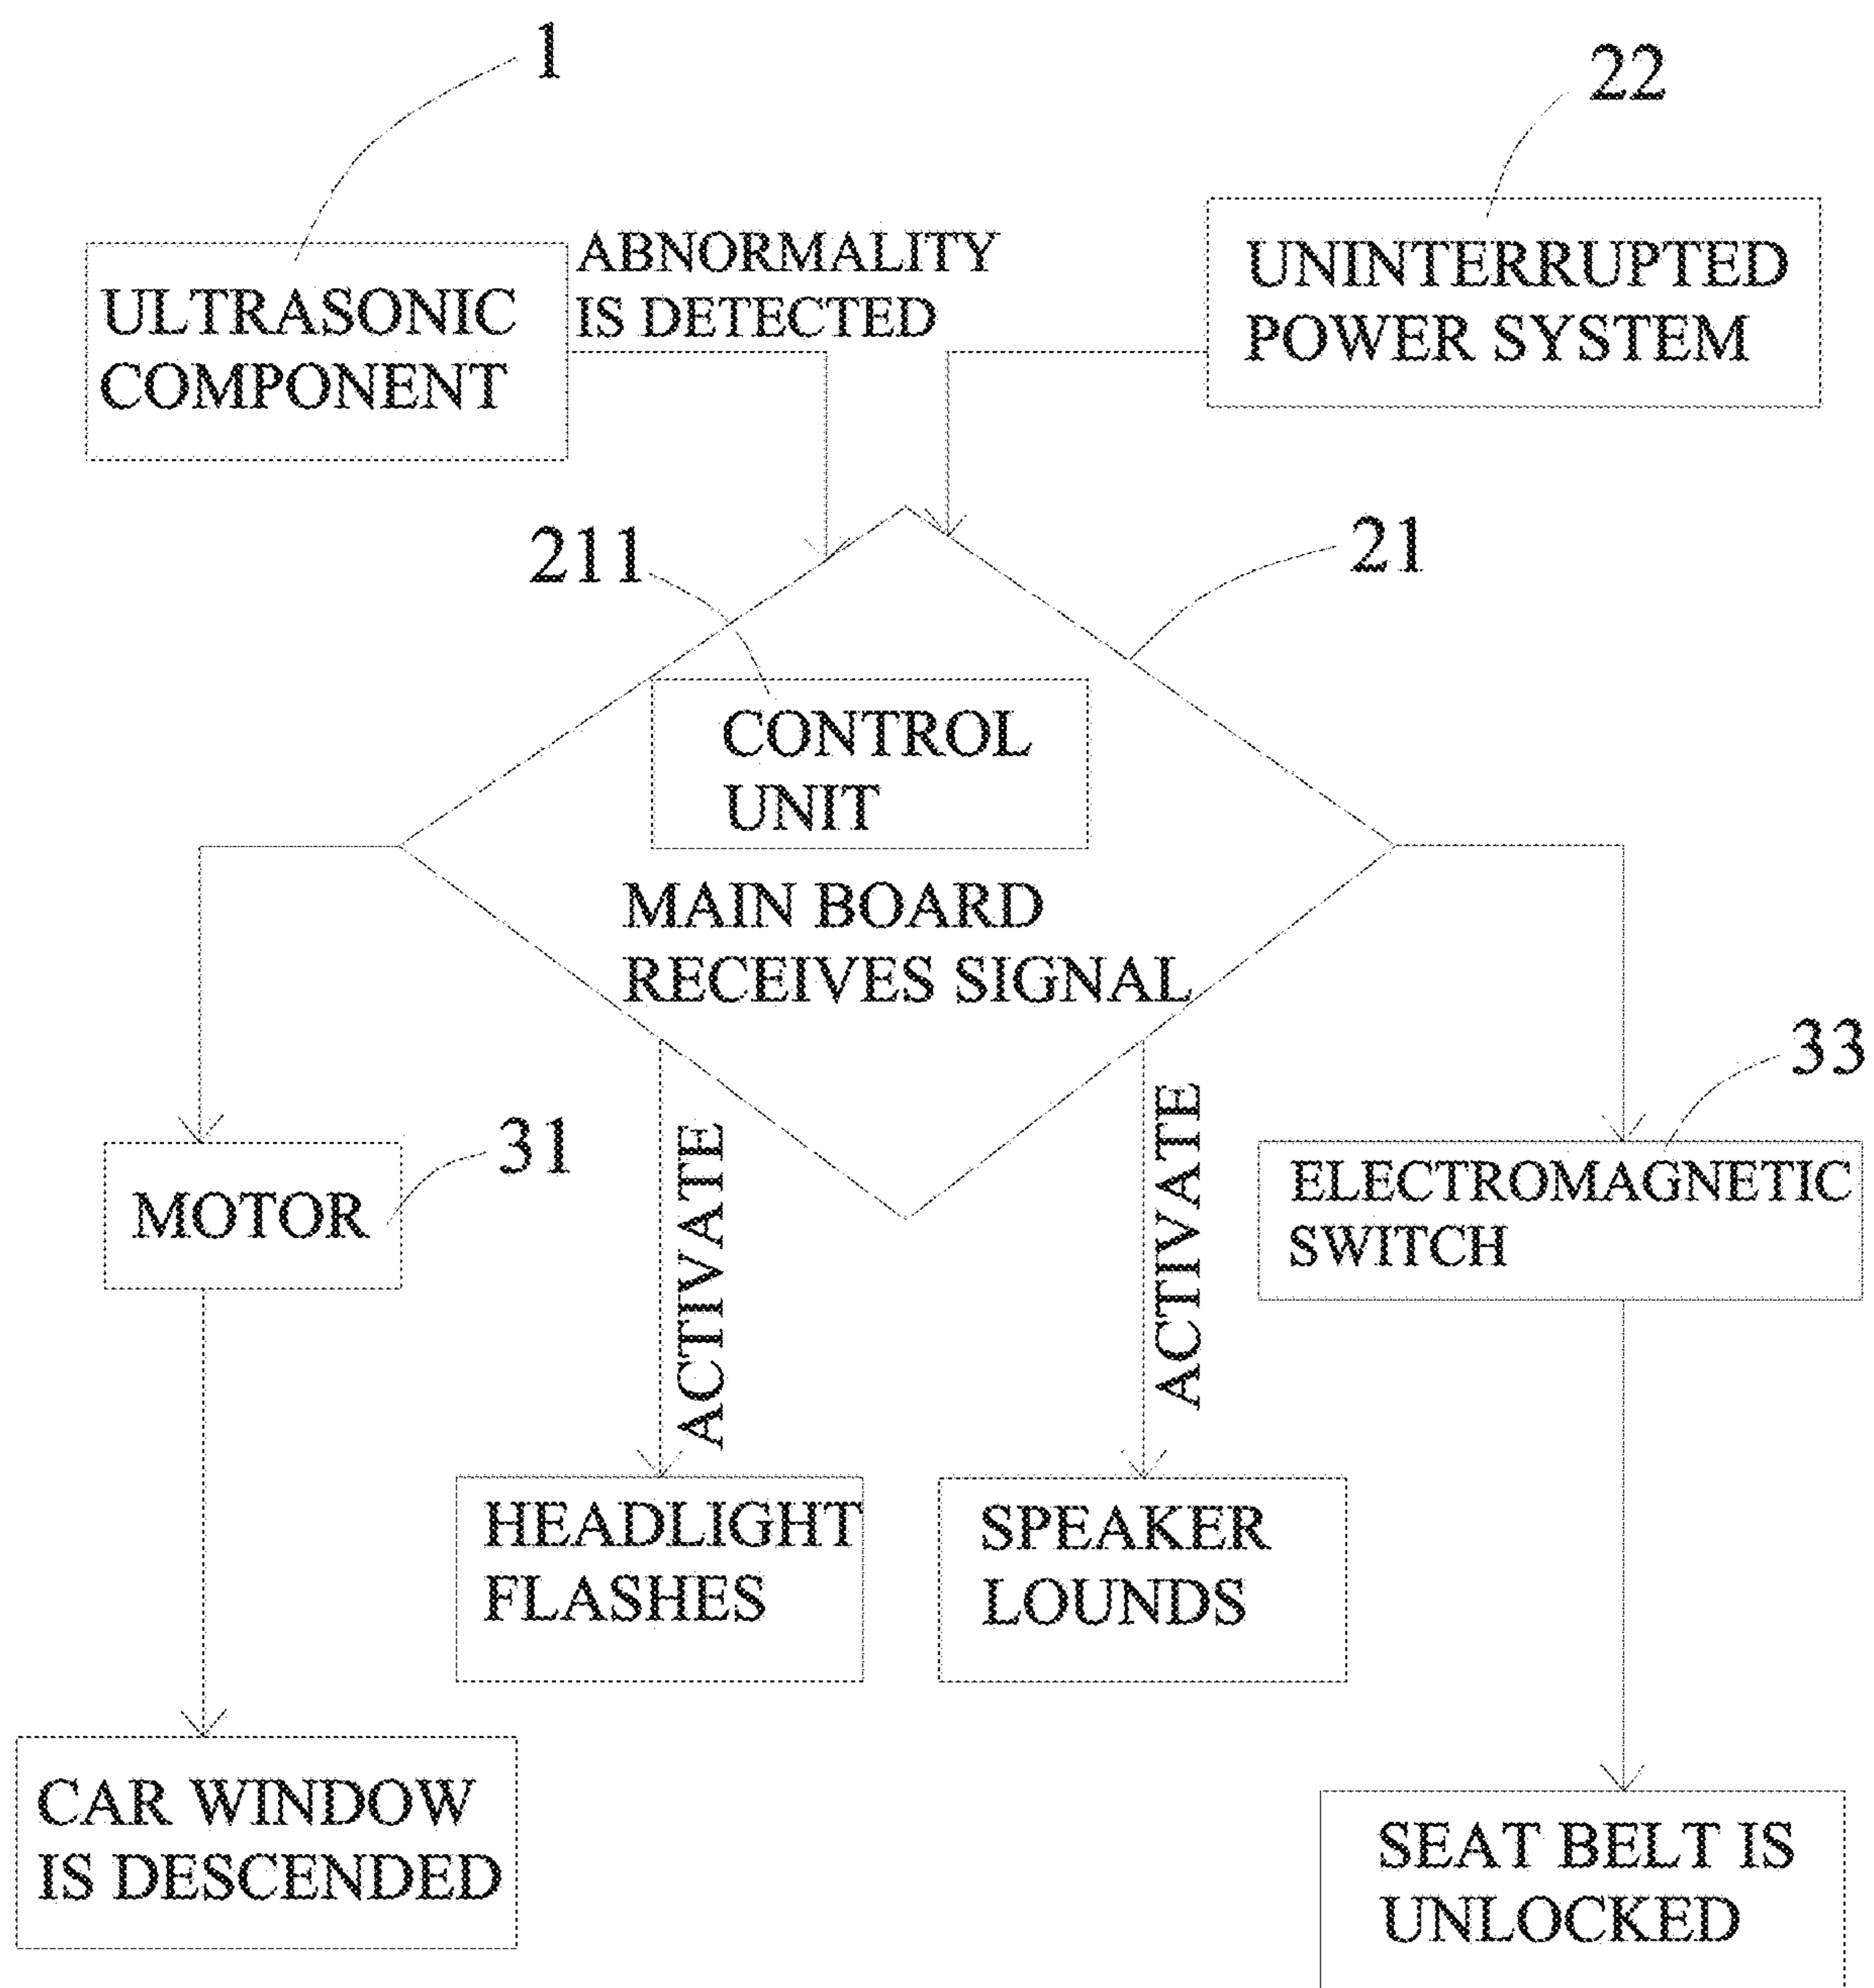 1
22
ULTRASONIC
COMPONENT
ABNORMALITY
IS DETECTED
UNINTERRUPTED
POWER SYSTEM
211
21
CONTROL
UNIT
MAIN BOARD
RECEIVES SIGNAL
33
31
MOTOR
ACTIVATE
ACTIVATE
ELECTROMAGNETIC
SWITCH
HEADLIGHT
FLASHES
SPEAKER
LOUNDS
CAR WINDOW
IS DESCENDED
SEAT BELT IS
UNLOCKED